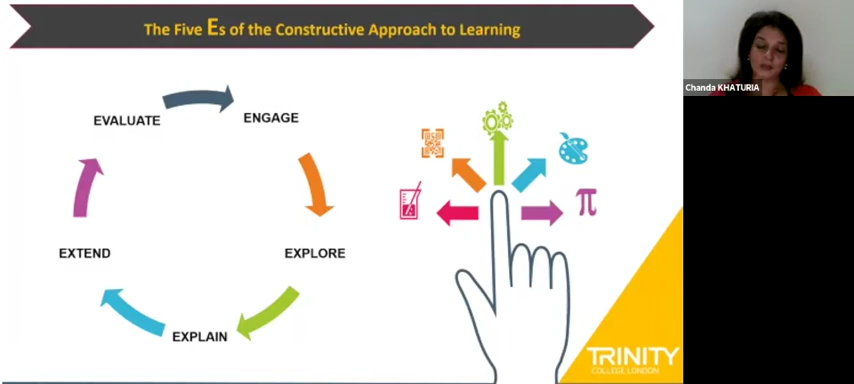 The Five Es of the Constructive Approach to Learning
Chanda KHATURIA
EVALUATE
ENGAGE
EXTEND
EXPLORE
EXPLAIN
π
TRINITY
COLLEGE LONDON